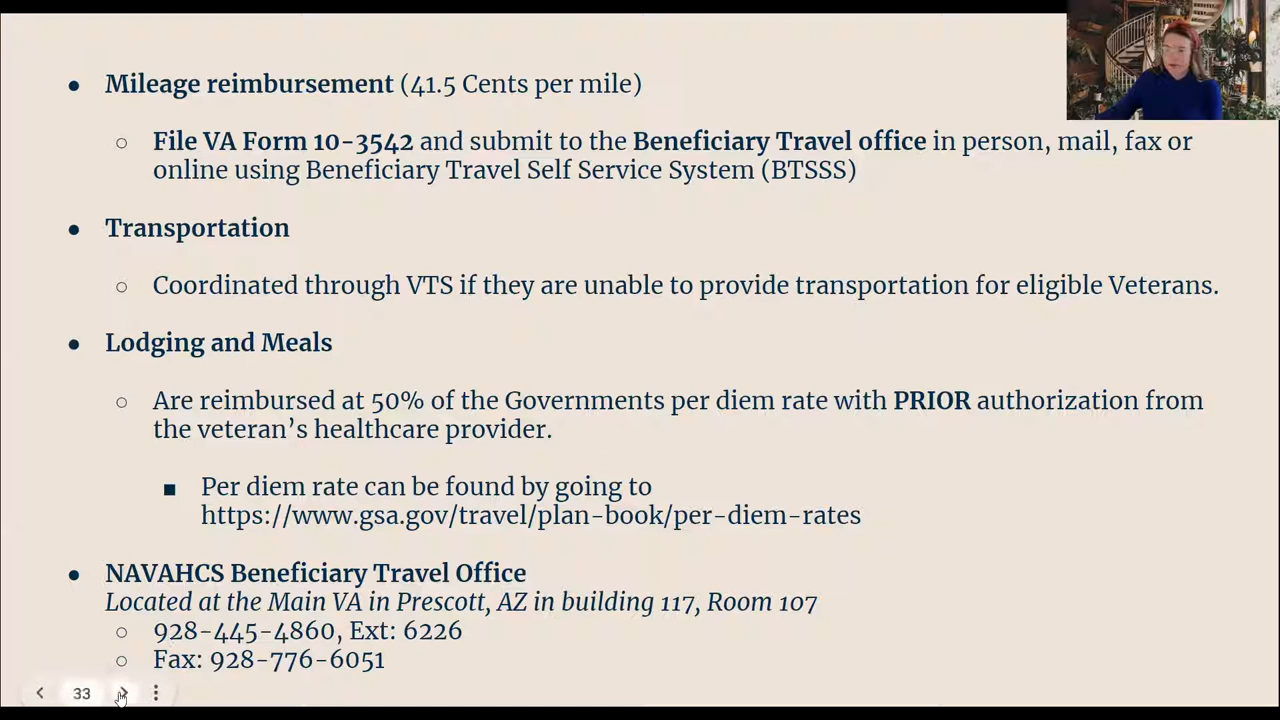 • Mileage reimbursement (41.5 Cents per mile)
○ File VA Form 10-3542 and submit to the Beneficiary Travel office in person, mail, fax or
online using Beneficiary Travel Self Service System (BTSSS)
• Transportation
○ Coordinated through VTS if they are unable to provide transportation for eligible Veterans.
• Lodging and Meals
○ Are reimbursed at 50% of the Governments per diem rate with PRIOR authorization from
the veteran’s healthcare provider.
■ Per diem rate can be found by going to
https://www.gsa.gov/travel/plan-book/per-diem-rates
• NAVAHCS Beneficiary Travel Office
Located at the Main VA in Prescott, AZ in building 117, Room 107
○ 928-445-4860, Ext: 6226
○ Fax: 928-776-6051
33